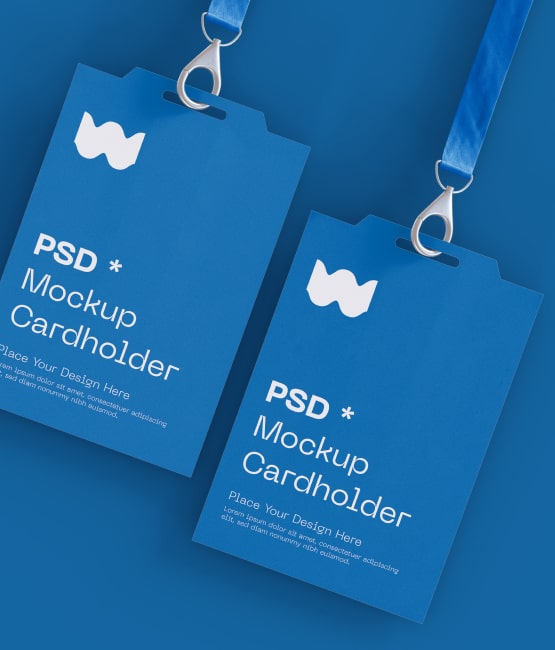 PSD *
Mockup
Cardholder
Place Your Design Here
Lorem ipsum dolor sit amet, consectetuer adipiscing
elit, sed diam nonummy nibh euismod.
PSD *
Mockup
Cardholder
Place Your Design Here
Lorem ipsum dolor sit amet, consectetuer adipiscing
elit, sed diam nonummy nibh euismod.